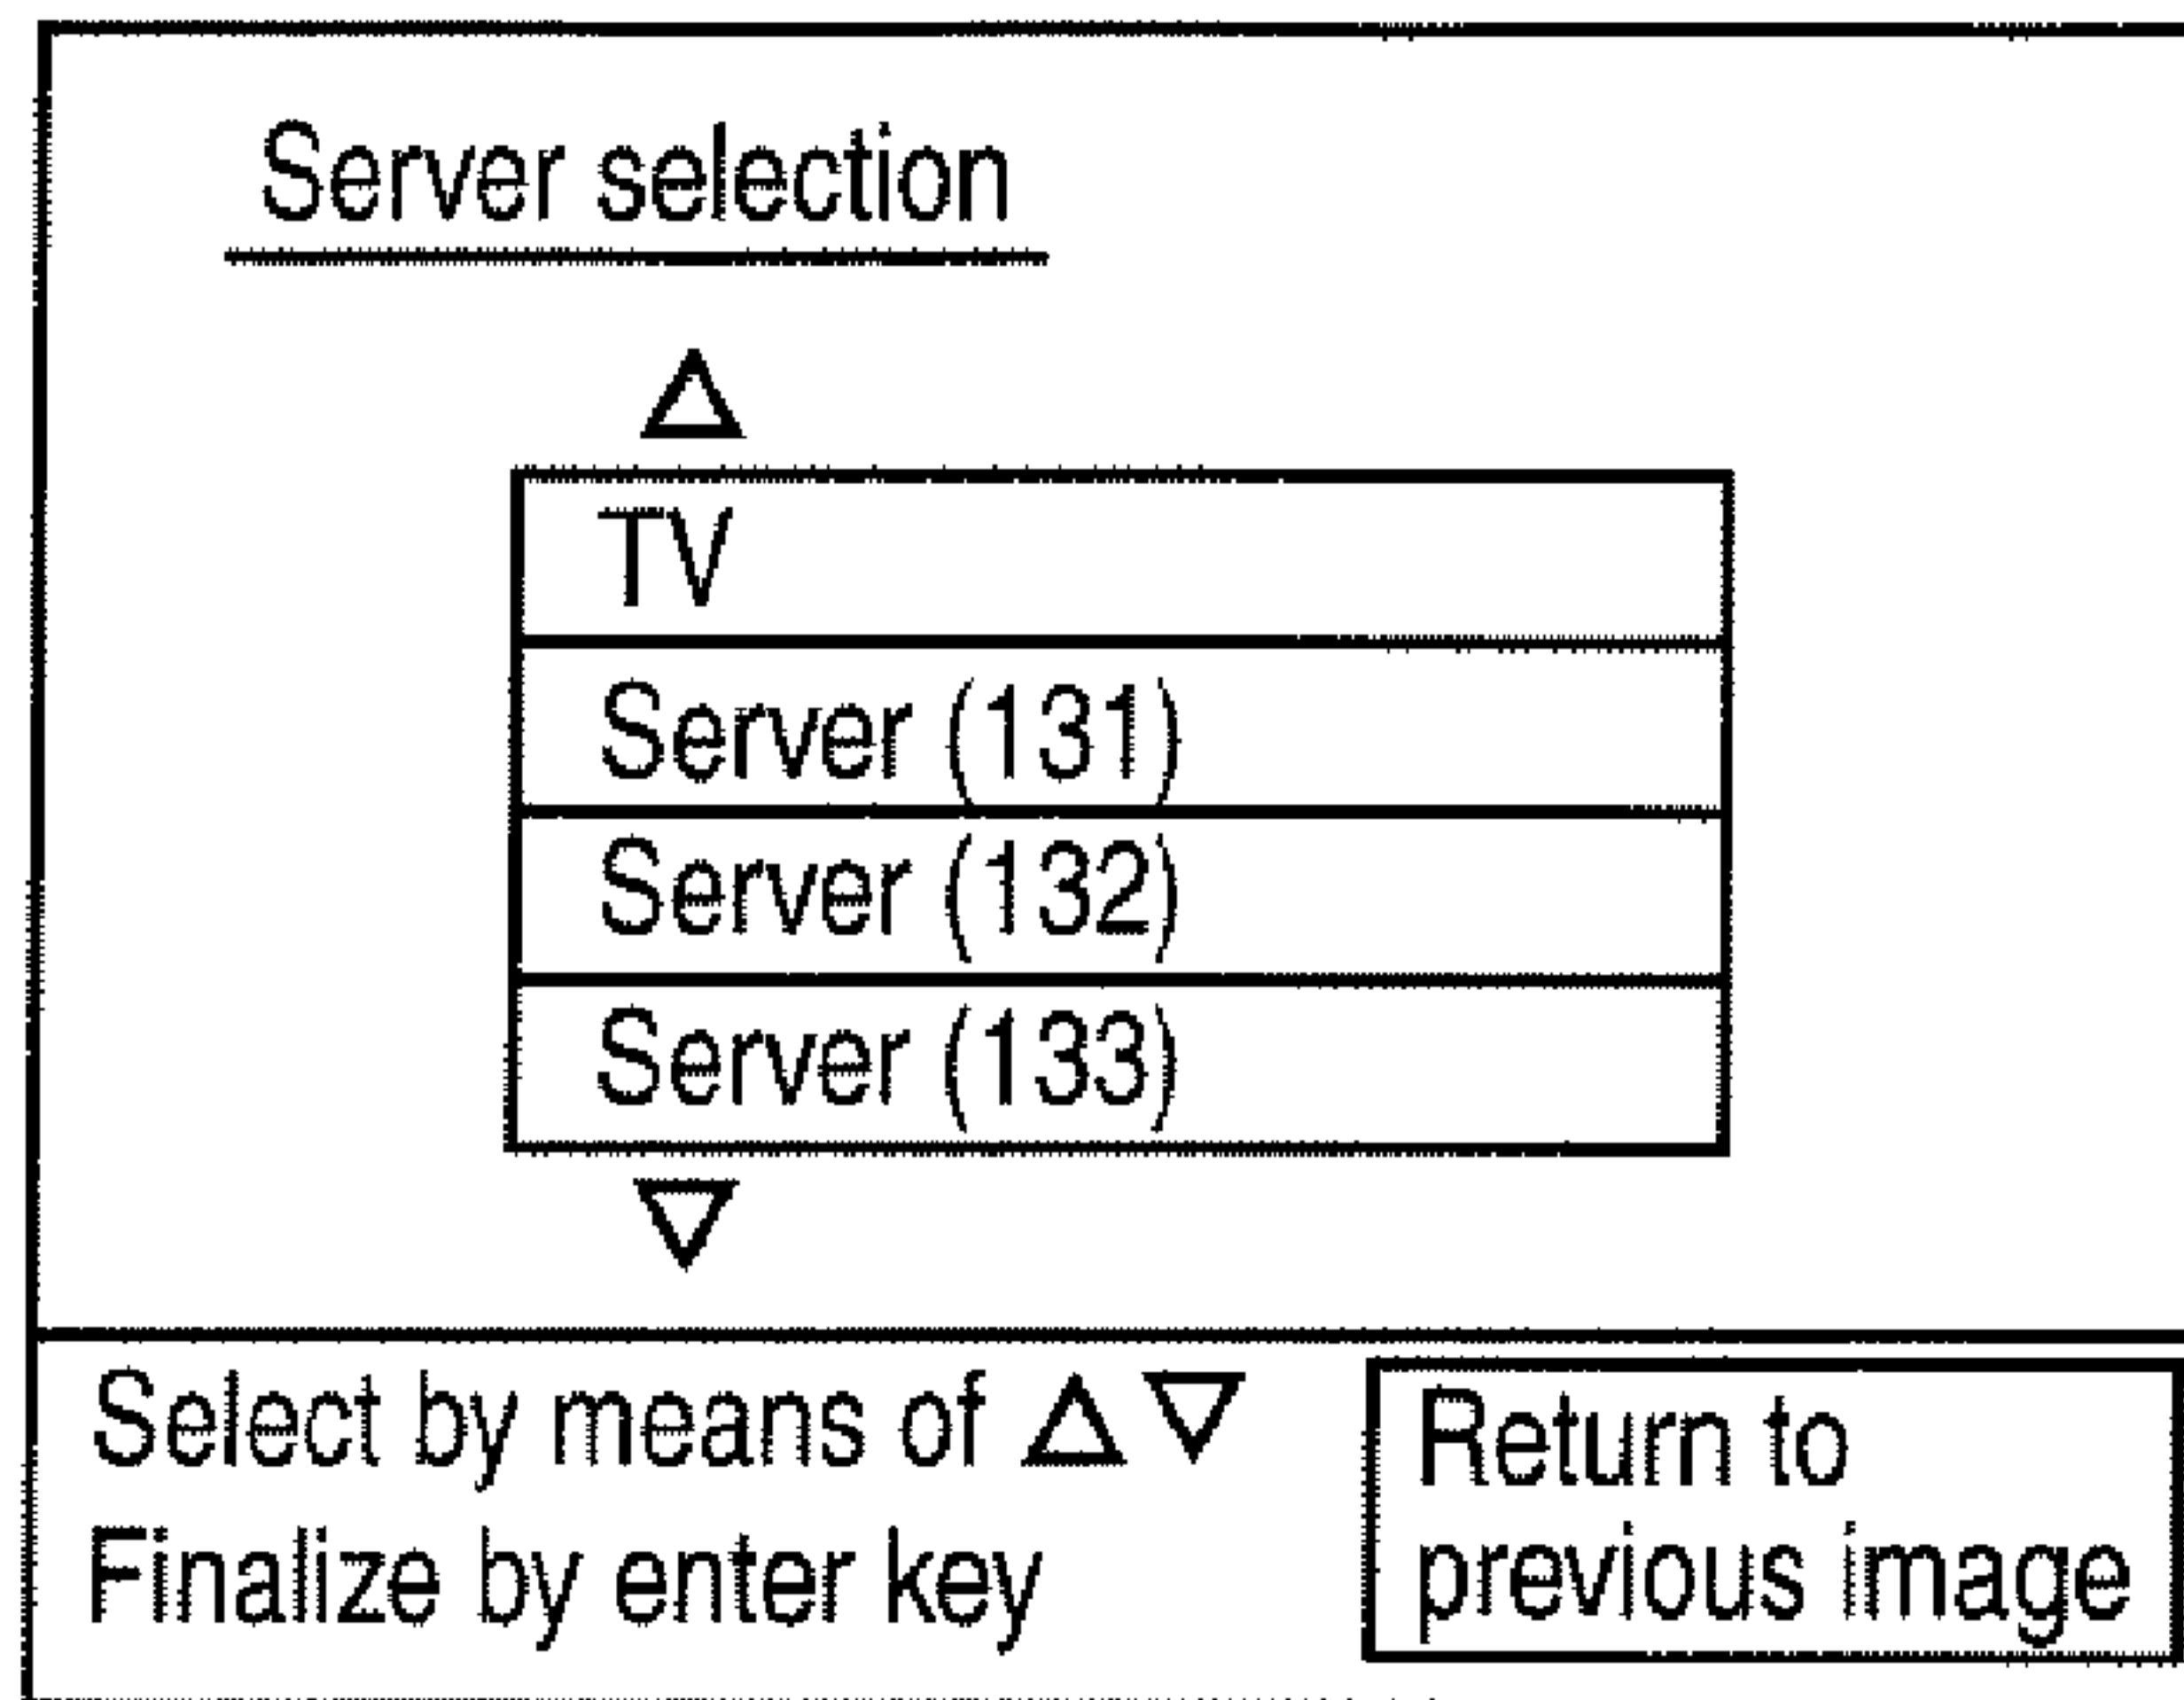 Server selection
△
TV
Server (131)
Server (132)
Server (133)
▽
Select by means of △ ▽
Finalize by enter key
Return to
previous image